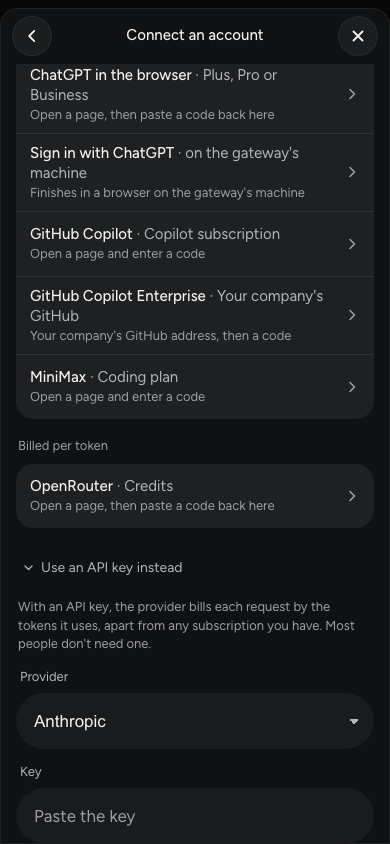 Connect an account
ChatGPT in the browser · Plus, Pro or
Business
Open a page, then paste a code back here
Sign in with ChatGPT · on the gateway's
machine
Finishes in a browser on the gateway's machine
GitHub Copilot · Copilot subscription
Open a page and enter a code
GitHub Copilot Enterprise · Your company's
GitHub
Your company's GitHub address, then a code
MiniMax · Coding plan
Open a page and enter a code
Billed per token
OpenRouter · Credits
Open a page, then paste a code back here
Use an API key instead
With an API key, the provider bills each request by the
tokens it uses, apart from any subscription you have. Most
people don't need one.
Provider
Anthropic
Key
Paste the key